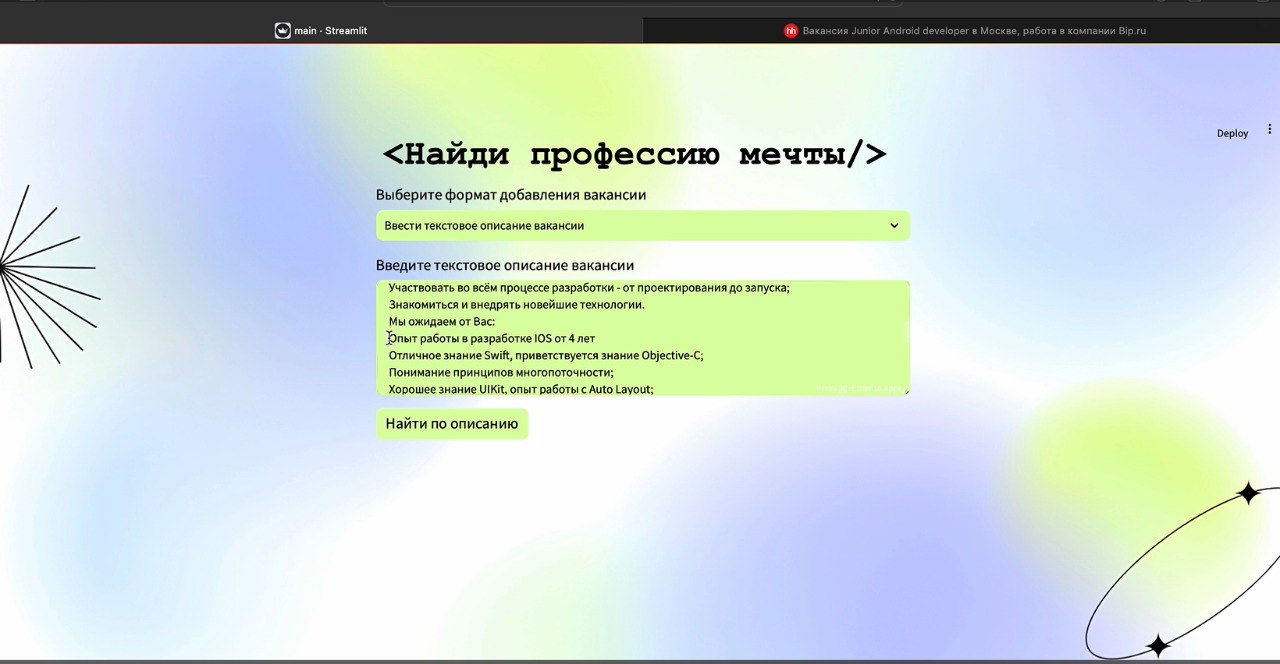 main · Streamlit
hh Вакансия Junior Android developer в Москве, работа в компании Bip.ru
Deploy
<Найди профессию мечты/>
Выберите формат добавления вакансии
Ввести текстовое описание вакансии
Введите текстовое описание вакансии
Участвовать во всём процессе разработки - от проектирования до запуска;
Знакомиться и внедрять новейшие технологии.
Мы ожидаем от Вас:
Опыт работы в разработке IOS от 4 лет
Отличное знание Swift, приветствуется знание Objective-C;
Понимание принципов многопоточности;
Хорошее знание UIKit, опыт работы с Auto Layout;
Найти по описанию